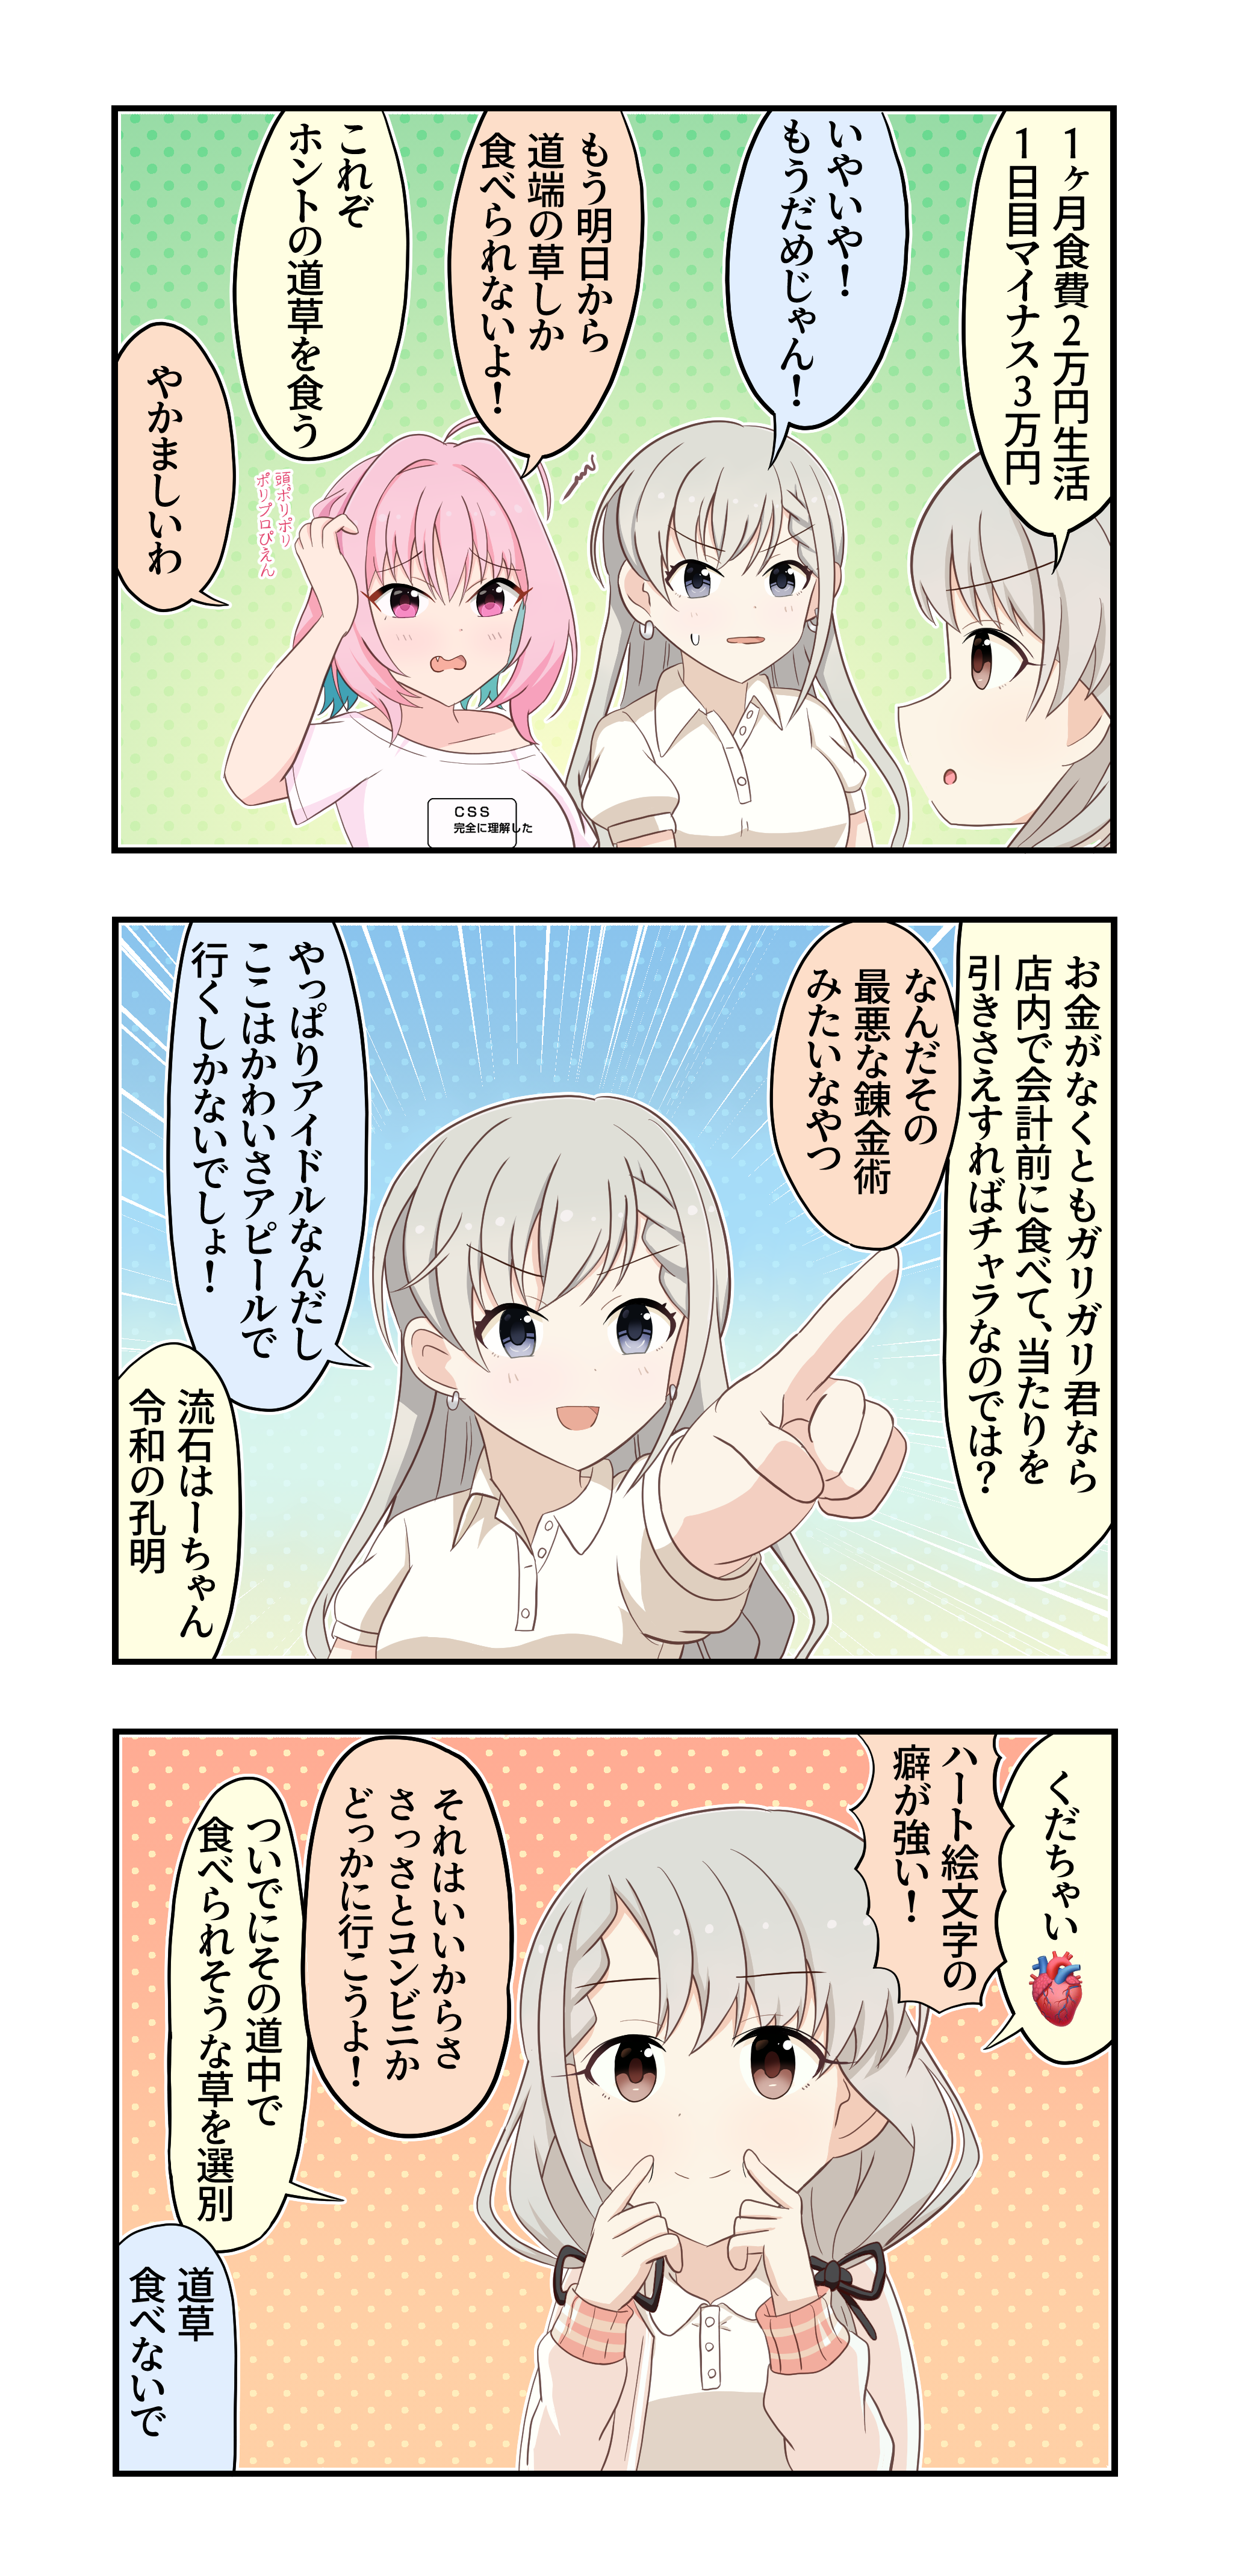 1ヶ月食費2万円生活
1日目マイナス3万円
いやいや！
もうだめじゃん！
もう明日から
道端の草しか
食べられないよ！
これぞ
ホントの道草を食う
頭ポリポリ
ポリプロぴえん
やかましいわ
CSS
完全に理解した
お金がなくともガリガリ君なら
店内で会計前に食べて、当たりを
引きさえすればチャラなのでは？
なんだその
最悪な錬金術
みたいなやつ
やっぱりアイドルなんだし
ここはかわいさアピールで
行くしかないでしょ！
流石はーちゃん
令和の孔明
くだちゃい🫀
ハート絵文字の
癖が強い！
それはいいからさ
さっさとコンビニか
どっかに行こうよ！
ついでにその道中で
食べられそうな草を選別
道草
食べないで